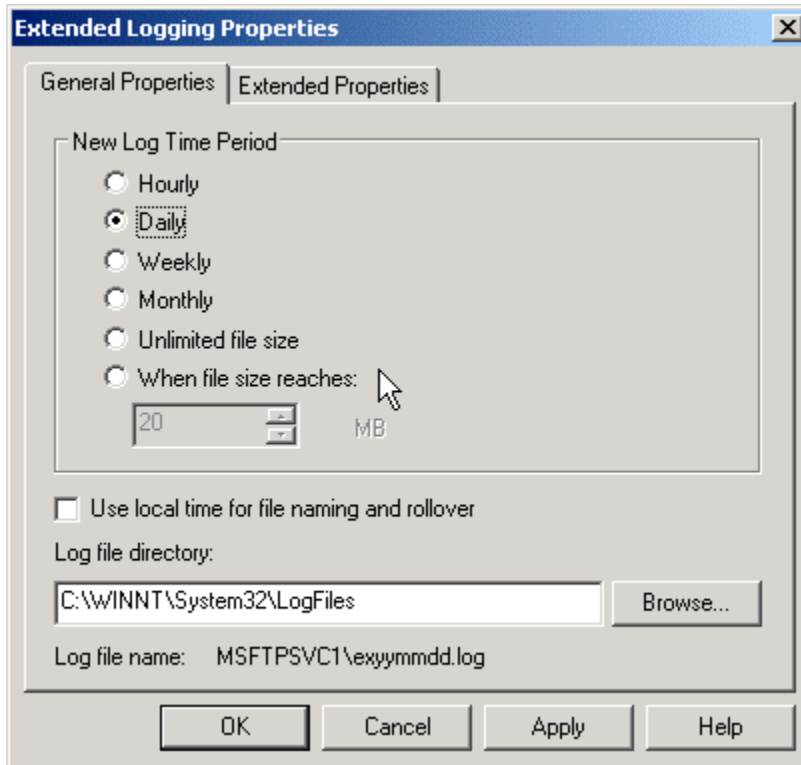 Extended Logging Properties
General Properties Extended Properties
New Log Time Period
Hourly
Daily
Weekly
Monthly
Unlimited file size
When file size reaches:
20 MB
Use local time for file naming and rollover
Log file directory:
C:\WINNT\System32\LogFiles Browse...
Log file name: MSFTPSVC1\exyymmdd.log
OK Cancel Apply Help